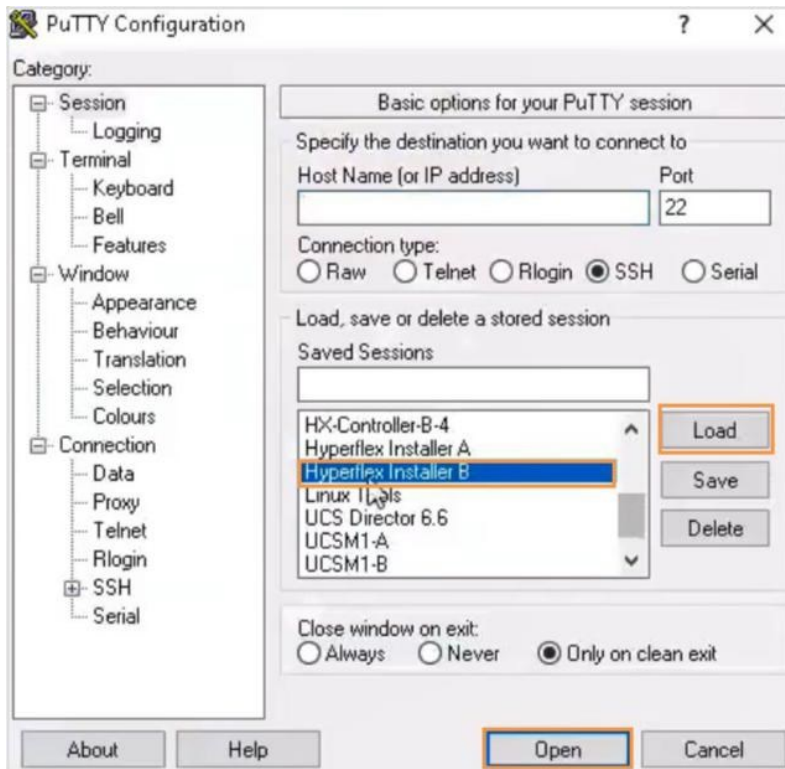 PuTTY Configuration
?
Category:
Session
Logging
Terminal
Keyboard
Bell
Features
Window
Appearance
Behaviour
Translation
Selection
Colours
Connection
Data
Proxy
Telnet
Rlogin
SSH
Serial
Basic options for your PuTTY session
Specify the destination you want to connect to
Host Name (or IP address) Port
22
Connection type:
Raw Telnet Rlogin SSH Serial
Load, save or delete a stored session
Saved Sessions
HX-Controller-B-4
Hyperflex Installer A
Hyperflex Installer B
Linux Tools
UCS Director 6.6
UCSM1-A
UCSM1-B
Load
Save
Delete
Close window on exit:
Always Never Only on clean exit
About Help Open Cancel